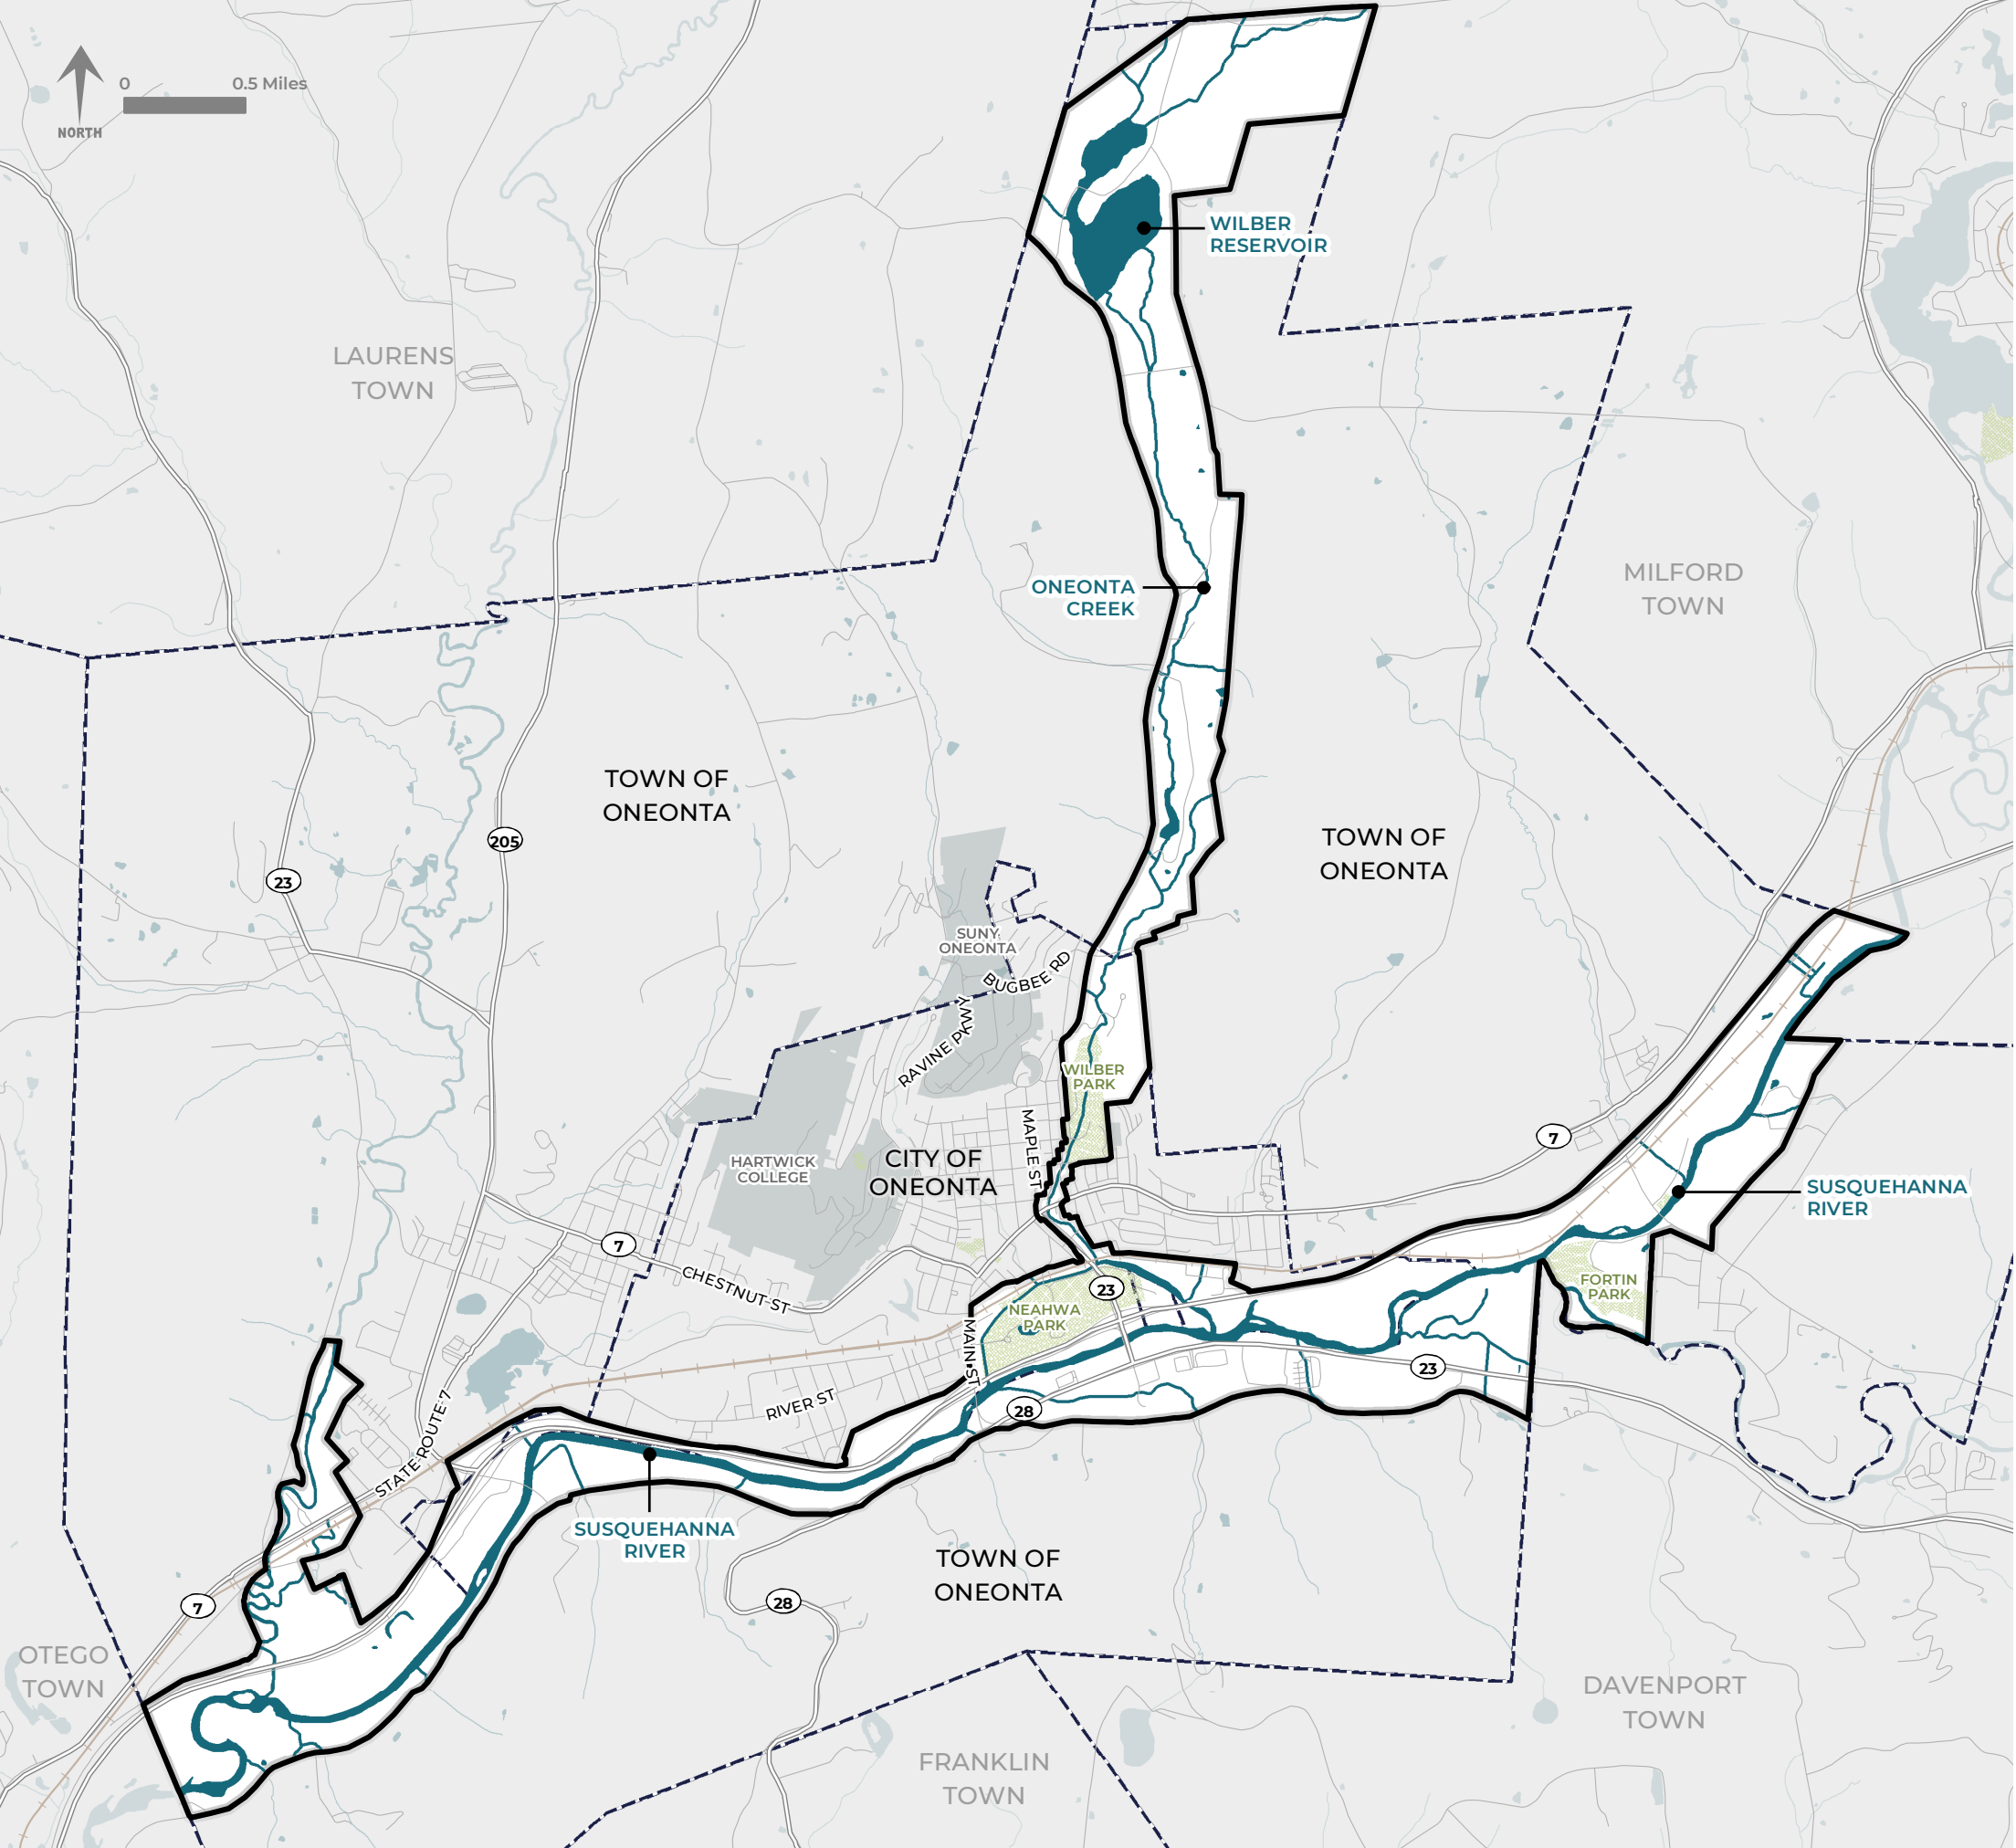 0 0.5 Miles
NORTH
WILBER
RESERVOIR
LAURENS
TOWN
ONEONTA
CREEK
MILFORD
TOWN
TOWN OF
ONEONTA
205
23
TOWN OF
ONEONTA
SUNY
ONEONTA
BUGBEE RD
RAVINE PKWY
WILBER
PARK
MAPLE ST
7
HARTWICK
COLLEGE
CITY OF
ONEONTA
SUSQUEHANNA
RIVER
7
CHESTNUT ST
23
NEAHWA
PARK
FORTIN
PARK
MAIN ST
23
RIVER ST
28
STATE ROUTE 7
SUSQUEHANNA
RIVER
TOWN OF
ONEONTA
28
7
OTEGO
TOWN
DAVENPORT
TOWN
FRANKLIN
TOWN